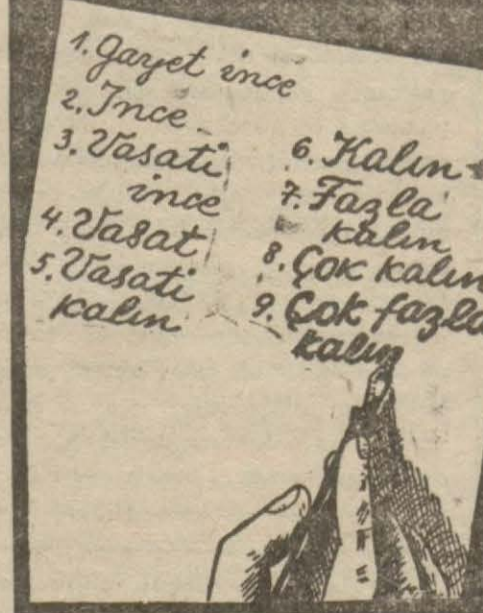 1. Gayet ince
2. İnce
3. Vasati
ince
4. Vasat
5. Vasati
kalın
6. Kalın
7. Fazla
kalın
8. Çok kalın
9. Çok fazla
kalın